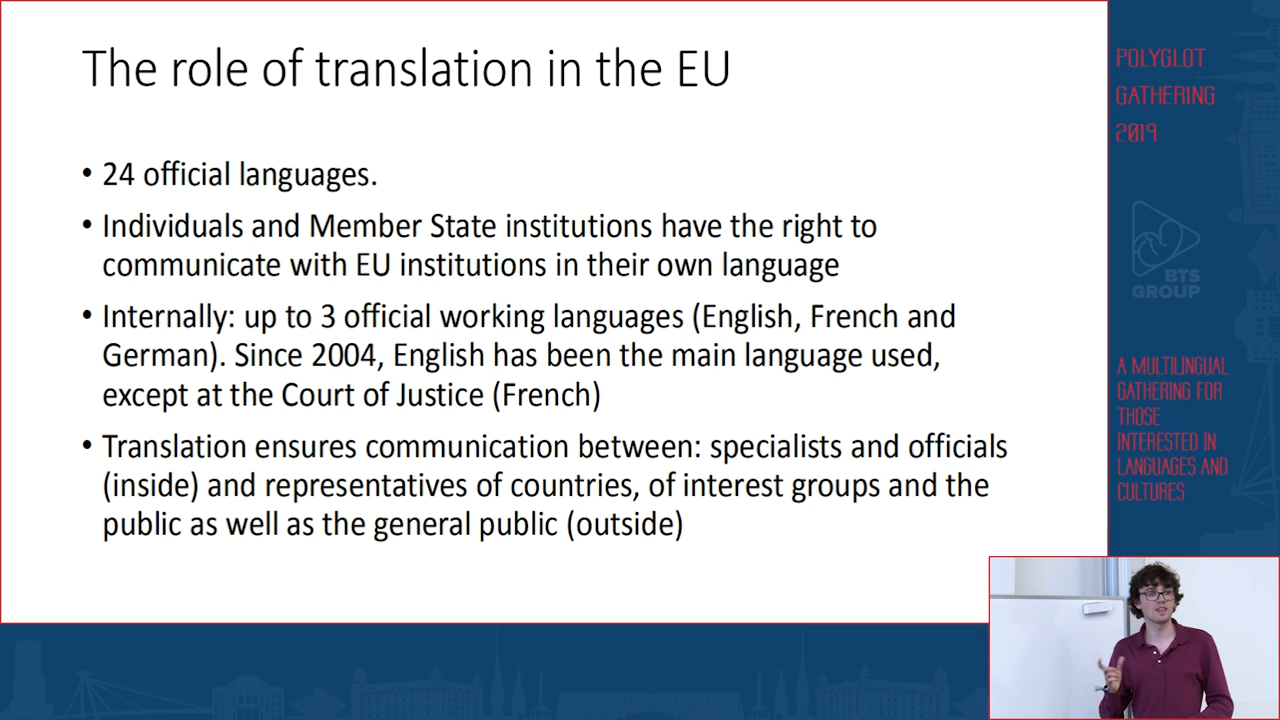 The role of translation in the EU
• 24 official languages.
• Individuals and Member State institutions have the right to
communicate with EU institutions in their own language
• Internally: up to 3 official working languages (English, French and
German). Since 2004, English has been the main language used,
except at the Court of Justice (French)
• Translation ensures communication between: specialists and officials
(inside) and representatives of countries, of interest groups and the
public as well as the general public (outside)
POLYGLOT
GATHERING
2019
BTS
GROUP
A MULTILINGUAL
GATHERING FOR
THOSE
INTERESTED IN
LANGUAGES AND
CULTURES